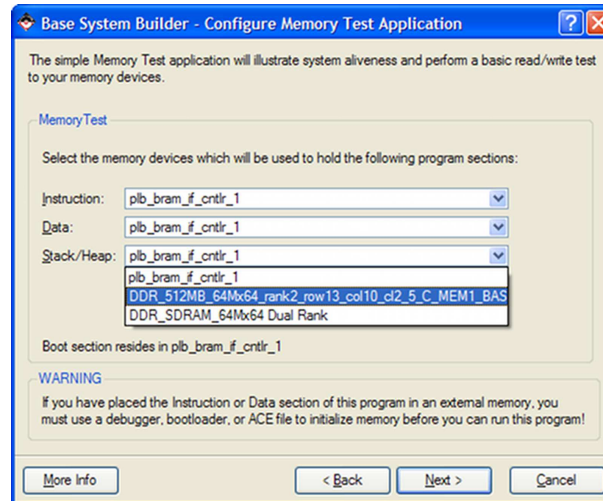 Base System Builder - Configure Memory Test Application
The simple Memory Test application will illustrate system aliveness and perform a basic read/write test
to your memory devices.
MemoryTest
Select the memory devices which will be used to hold the following program sections:
Instruction: plb_bram_if_cntlr_1
Data: plb_bram_if_cntlr_1
Stack/Heap: plb_bram_if_cntlr_1
plb_bram_if_cntlr_1
DDR_512MB_64Mx64_rank2_row13_col10_cl2_5_C_MEM1_BAS
DDR_SDRAM_64Mx64 Dual Rank
Boot section resides in plb_bram_if_cntlr_1
WARNING
If you have placed the Instruction or Data section of this program in an external memory, you
must use a debugger, bootloader, or ACE file to initialize memory before you can run this program!
More Info < Back Next > Cancel